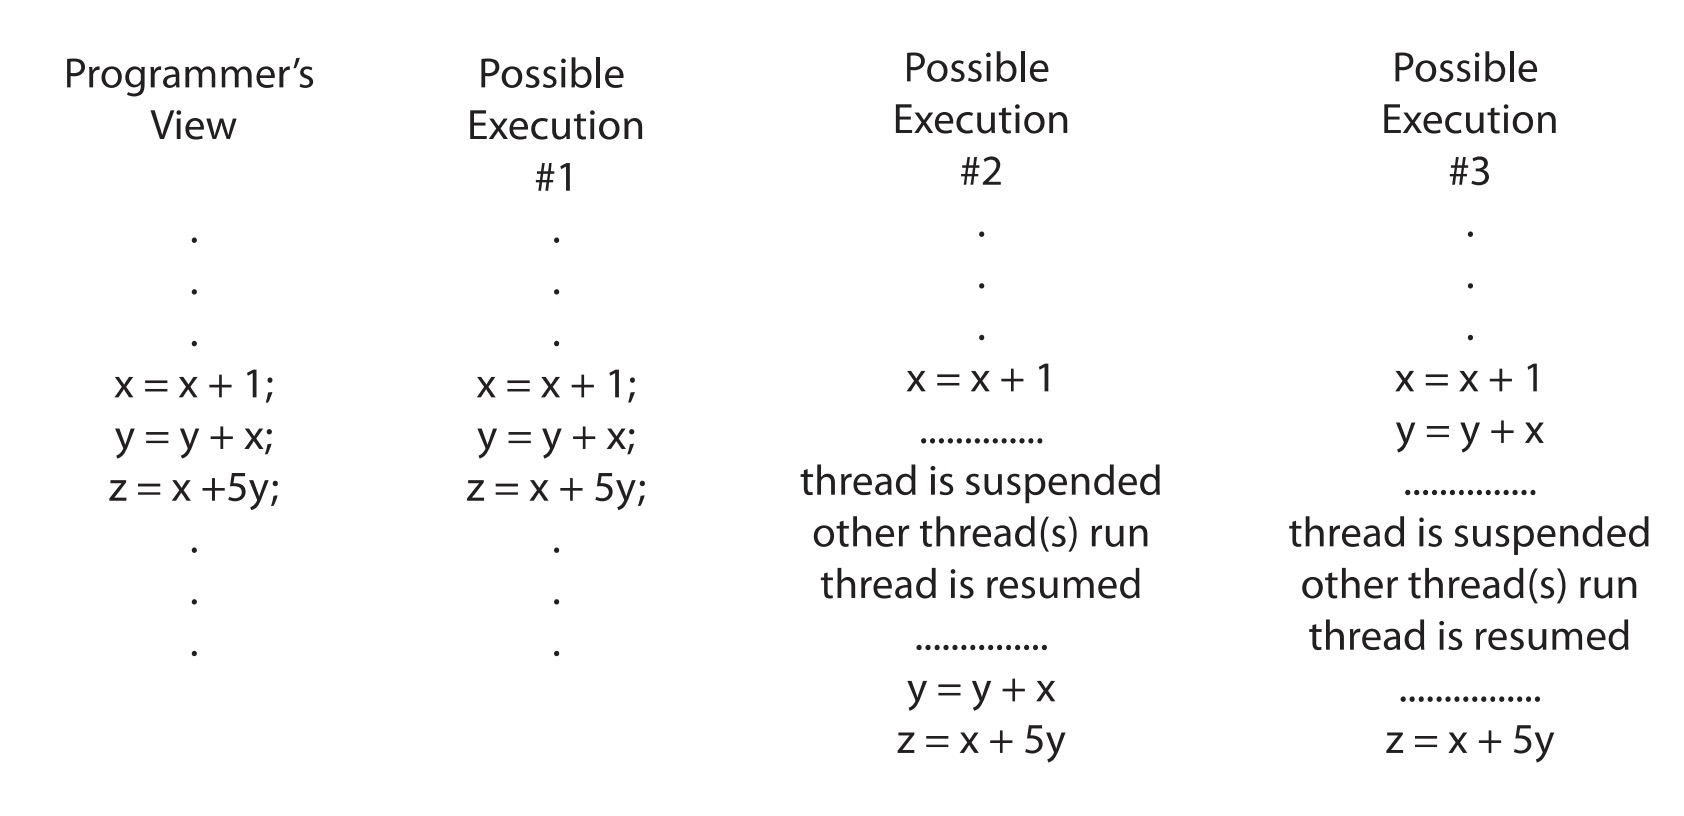 Programmer's
View
.
.
.
x = x + 1;
y = y + x;
z = x +5y;
.
.
.
Possible
Execution
#1
.
.
.
x = x + 1;
y = y + x;
z = x + 5y;
.
.
.
Possible
Execution
#2
.
.
.
x = x + 1
..............
thread is suspended
other thread(s) run
thread is resumed
...............
y = y + x
z = x + 5y
Possible
Execution
#3
.
.
.
x = x + 1
y = y + x
...............
thread is suspended
other thread(s) run
thread is resumed
................
z = x + 5y